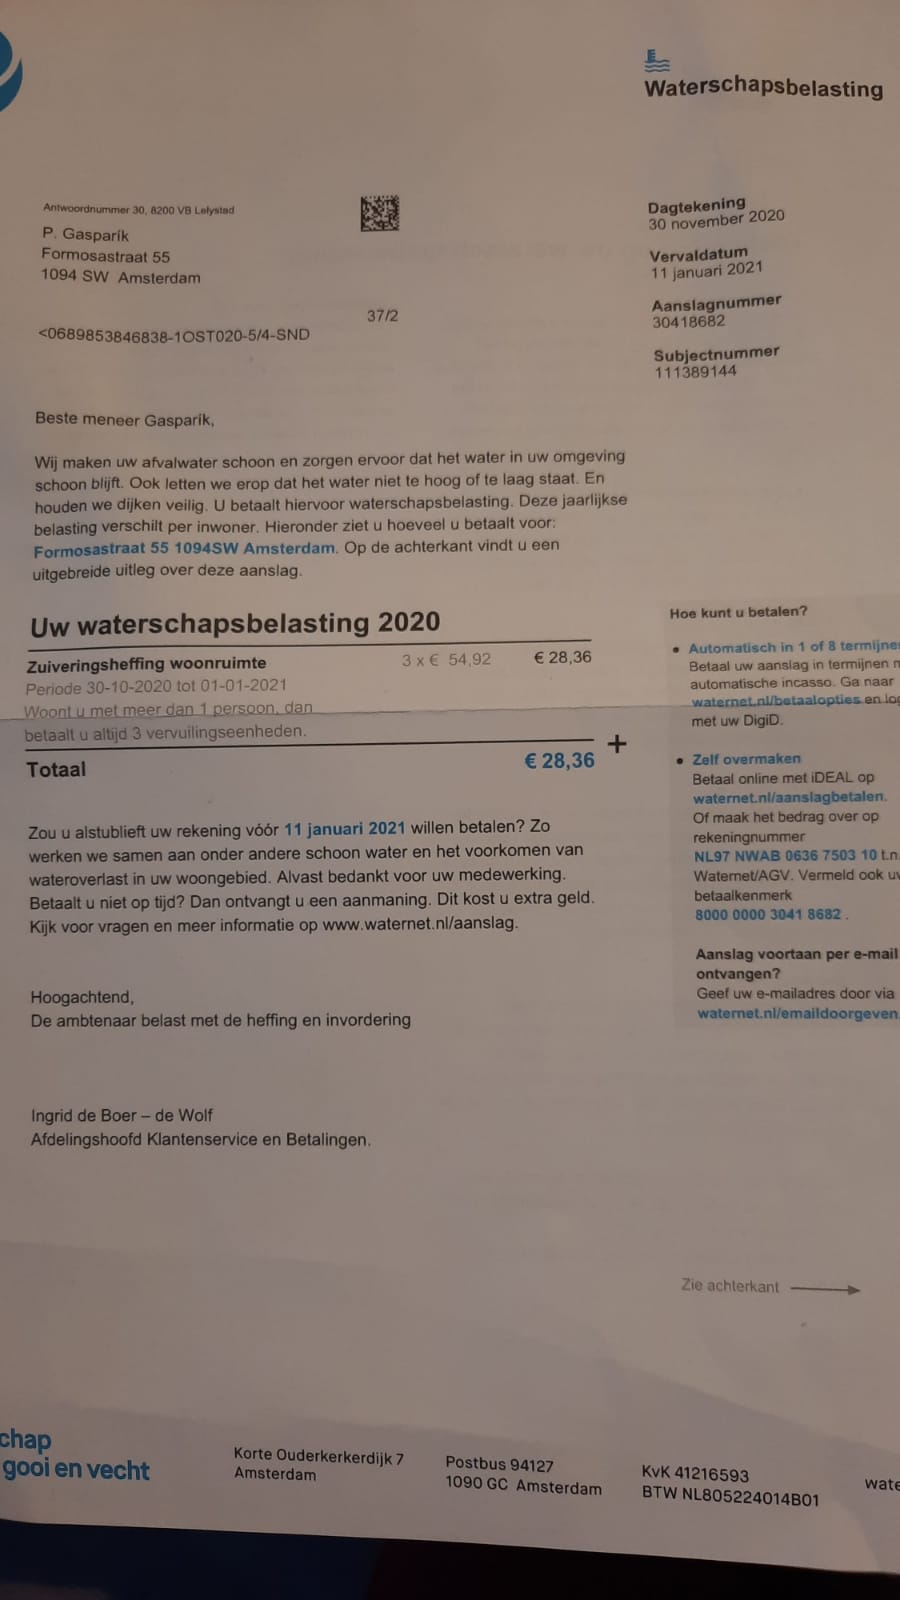 Waterschapsbelasting
Antwoordnummer 30, 8200 VB Lelystad
P. Gasparik
Formosastraat 55
1094 SW Amsterdam
37/2
<0689853846838-1OST020-5/4-SND
Dagtekening
30 november 2020
Vervaldatum
11 januari 2021
Aanslagnummer
30418682
Subjectnummer
111389144
Beste meneer Gasparik,
Wij maken uw afvalwater schoon en zorgen ervoor dat het water in uw omgeving
schoon blijft. Ook letten we erop dat het water niet te hoog of te laag staat. En
houden we dijken veilig. U betaalt hiervoor waterschapsbelasting. Deze jaarlijkse
belasting verschilt per inwoner. Hieronder ziet u hoeveel u betaalt voor:
Formosastraat 55 1094SW Amsterdam. Op de achterkant vindt u een
uitgebreide uitleg over deze aanslag.
Uw waterschapsbelasting 2020
Zuiveringsheffing woonruimte 3 x € 54,92 € 28,36
Periode 30-10-2020 tot 01-01-2021
Woont u met meer dan 1 persoon, dan
betaalt u altijd 3 vervuilingseenheden.
+
Totaal € 28,36
Zou u alstublieft uw rekening vóór 11 januari 2021 willen betalen? Zo
werken we samen aan onder andere schoon water en het voorkomen van
wateroverlast in uw woongebied. Alvast bedankt voor uw medewerking.
Betaalt u niet op tijd? Dan ontvangt u een aanmaning. Dit kost u extra geld.
Kijk voor vragen en meer informatie op www.waternet.nl/aanslag.
Hoogachtend,
De ambtenaar belast met de heffing en invordering
Ingrid de Boer – de Wolf
Afdelingshoofd Klantenservice en Betalingen.
Hoe kunt u betalen?
• Automatisch in 1 of 8 termijne
Betaal uw aanslag in termijnen
automatische incasso. Ga naar
waternet.nl/betaalopties en log
met uw DigiD.
• Zelf overmaken
Betaal online met iDEAL op
waternet.nl/aanslagbetalen.
Of maak het bedrag over op
rekeningnummer
NL97 NWAB 0636 7503 10 t.n.
Waternet/AGV. Vermeld ook uw
betaalkenmerk
8000 0000 3041 8682 .
Aanslag voortaan per e-mail
ontvangen?
Geef uw e-mailadres door via
waternet.nl/emaildoorgeven
Zie achterkant
chap
gooi en vecht
Korte Ouderkerkerdijk 7
Amsterdam
Postbus 94127
1090 GC Amsterdam
KvK 41216593
BTW NL805224014B01
wate